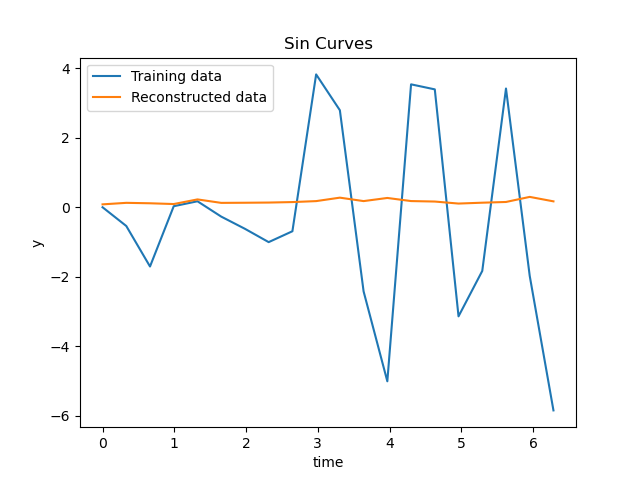 Sin Curves
Training data
Reconstructed data
4
2
0
−2
−4
−6
y
0 1 2 3 4 5 6
time